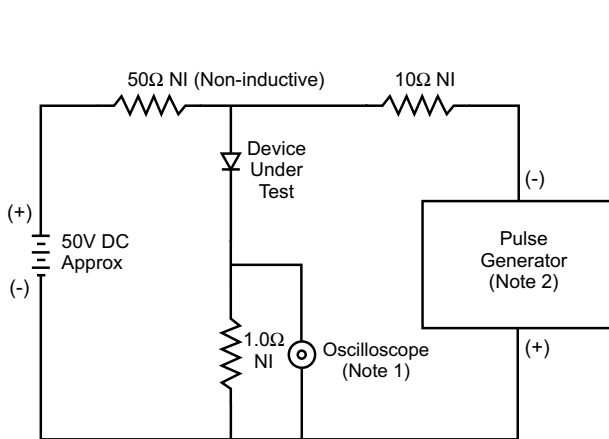 50Ω NI (Non-inductive)
10Ω NI
Device
Under
Test
(-)
(+)
50V DC
Approx
(-)
Pulse
Generator
(Note 2)
1.0Ω
NI
Oscilloscope
(Note 1)
(+)